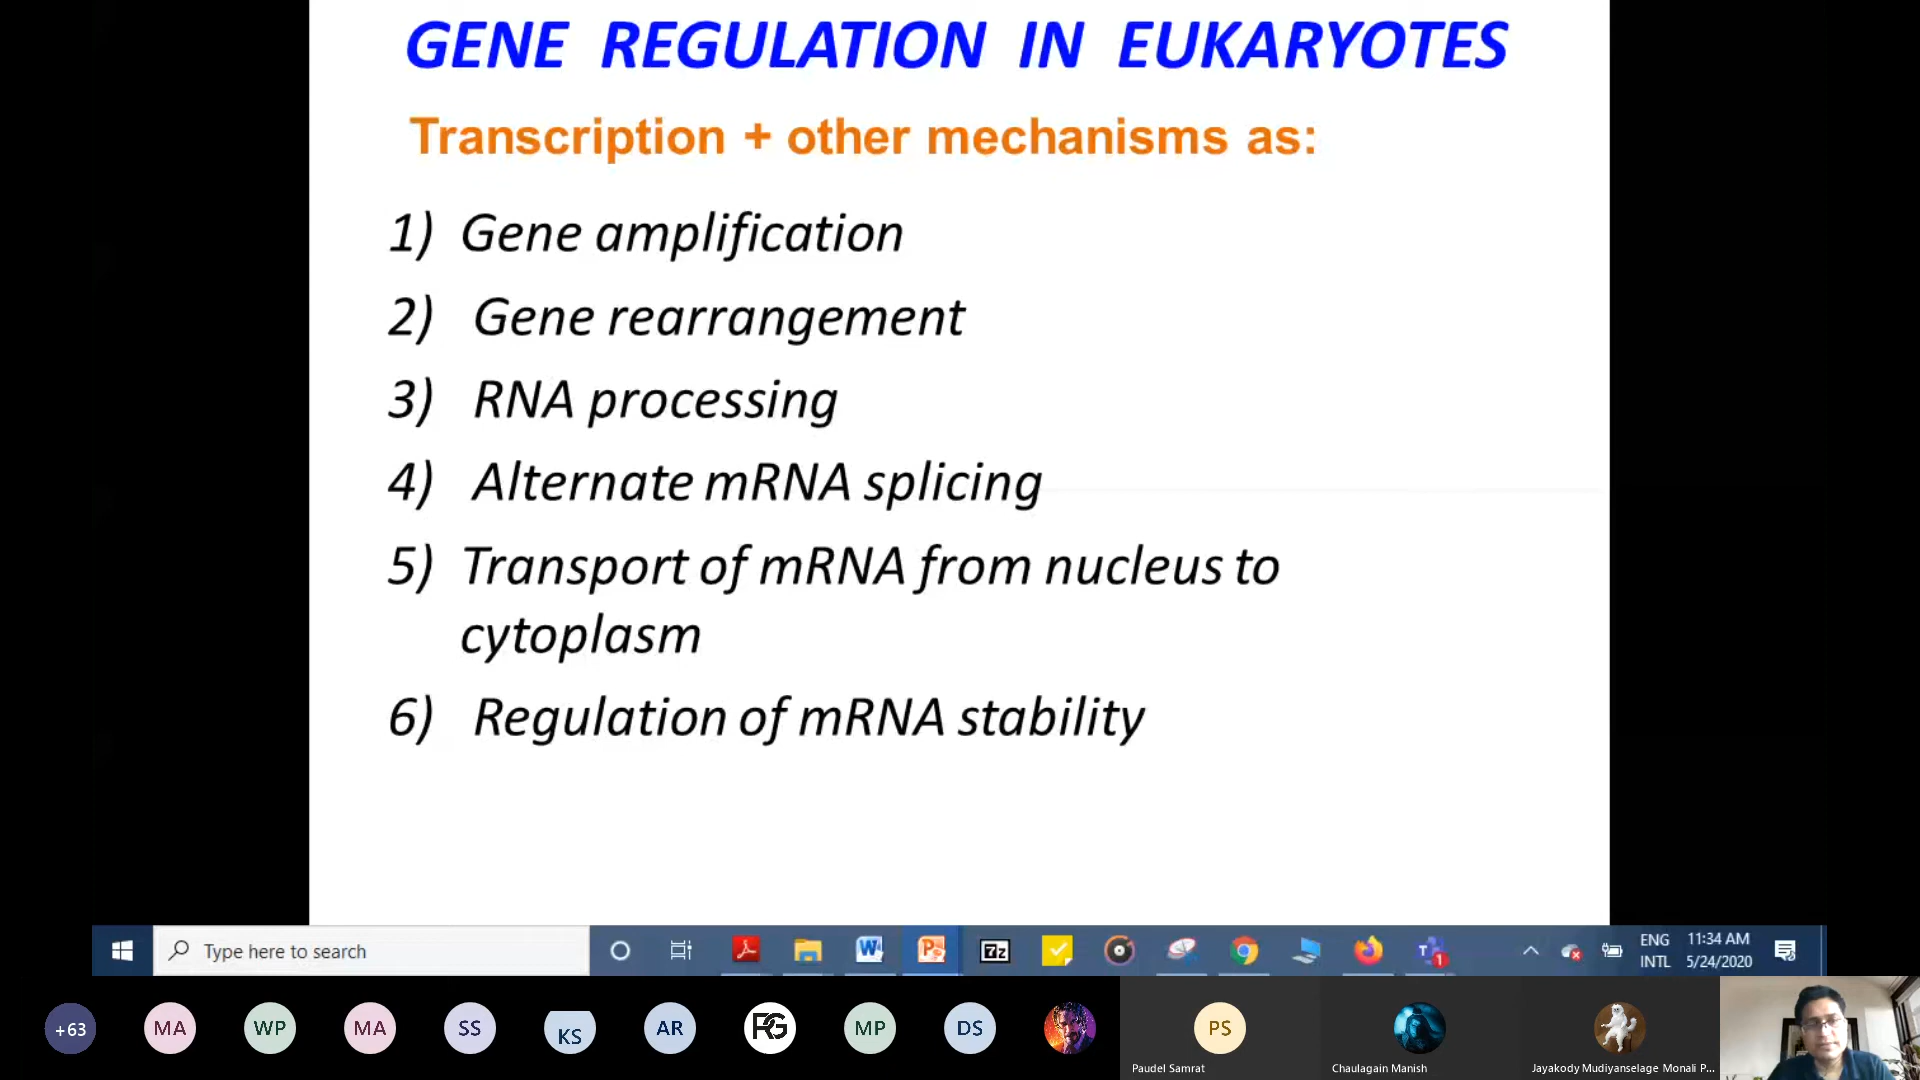 GENE REGULATION IN EUKARYOTES
Transcription + other mechanisms as:
1) Gene amplification
2) Gene rearrangement
3) RNA processing
4) Alternate mRNA splicing
5) Transport of mRNA from nucleus to
cytoplasm
6) Regulation of mRNA stability
Type here to search
ENG
INTL
11:34 AM
5/24/2020
+63
MA
WP
MA
SS
KS
AR
MP
DS
PS
Paudel Samrat
Chaulagain Manish
Jayakody Mudiyanselage Monali P...